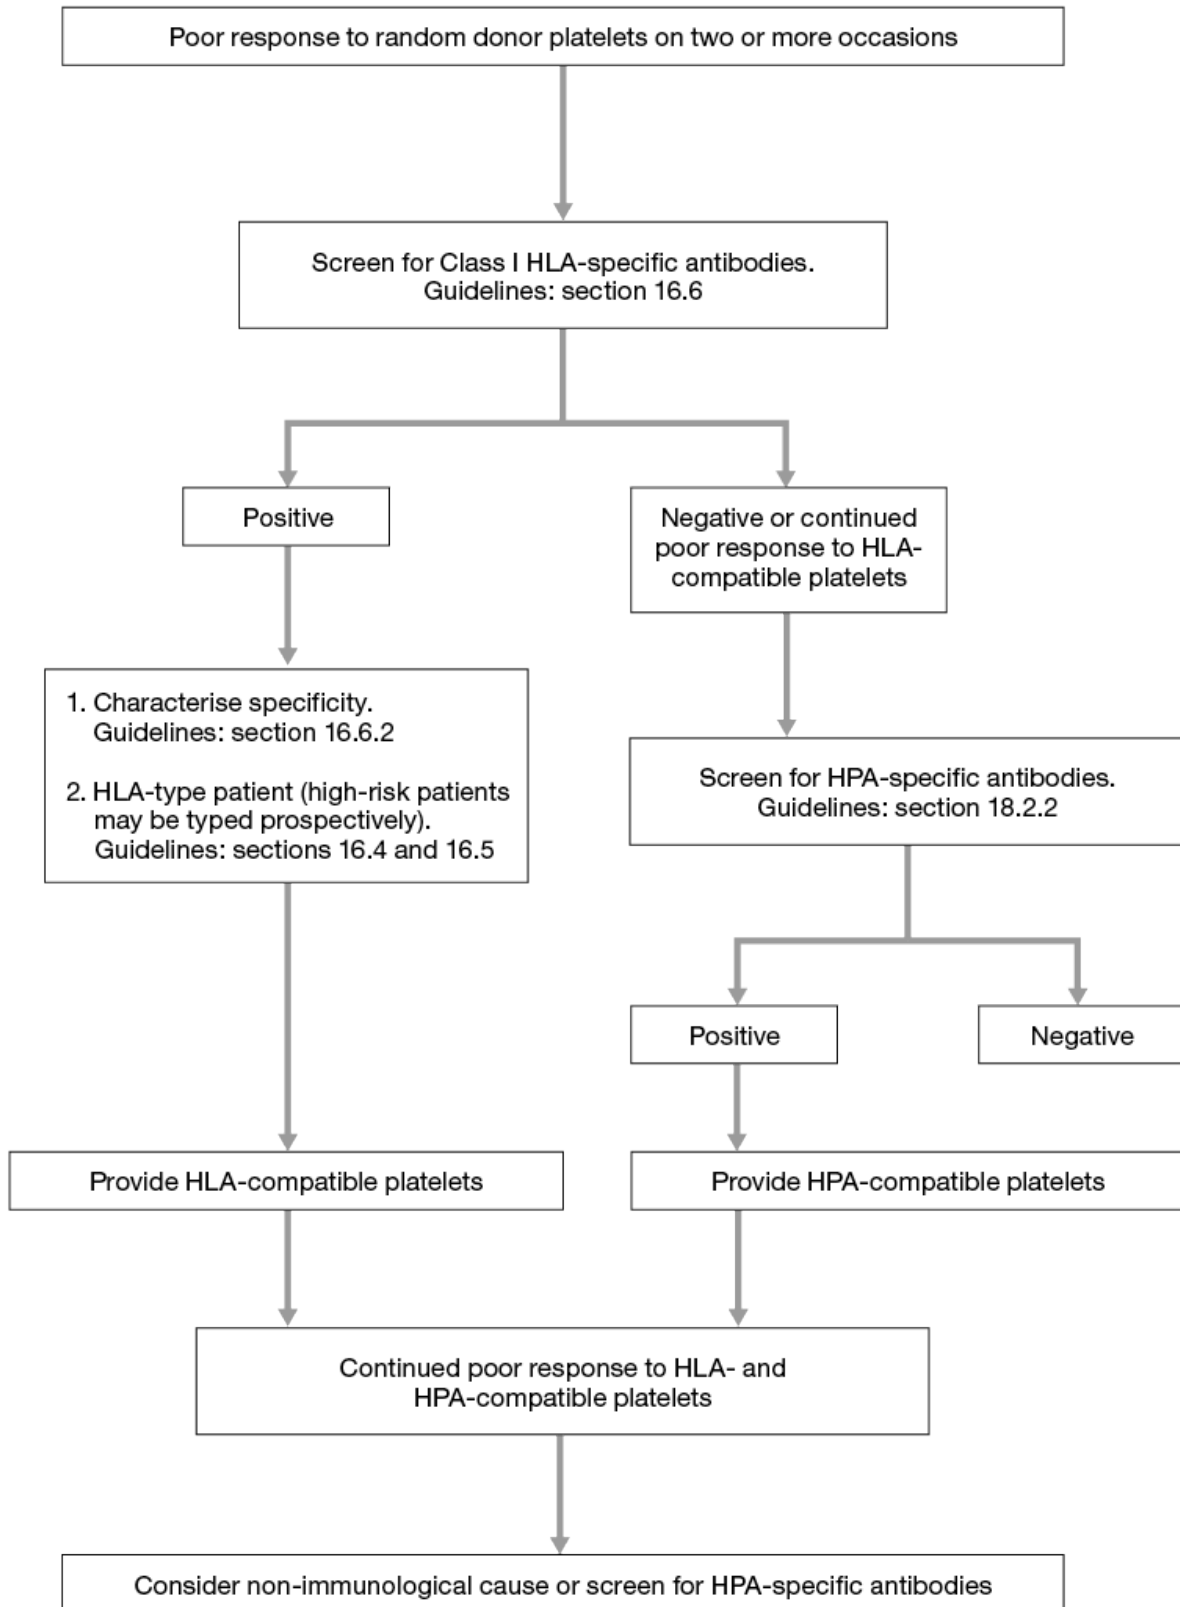 Poor response to random donor platelets on two or more occasions
Screen for Class I HLA-specific antibodies.
Guidelines: section 16.6
Positive
Negative or continued
poor response to HLA-
compatible platelets
1. Characterise specificity.
Guidelines: section 16.6.2
2. HLA-type patient (high-risk patients
may be typed prospectively).
Guidelines: sections 16.4 and 16.5
Screen for HPA-specific antibodies.
Guidelines: section 18.2.2
Positive
Negative
Provide HLA-compatible platelets
Provide HPA-compatible platelets
Continued poor response to HLA- and
HPA-compatible platelets
Consider non-immunological cause or screen for HPA-specific antibodies